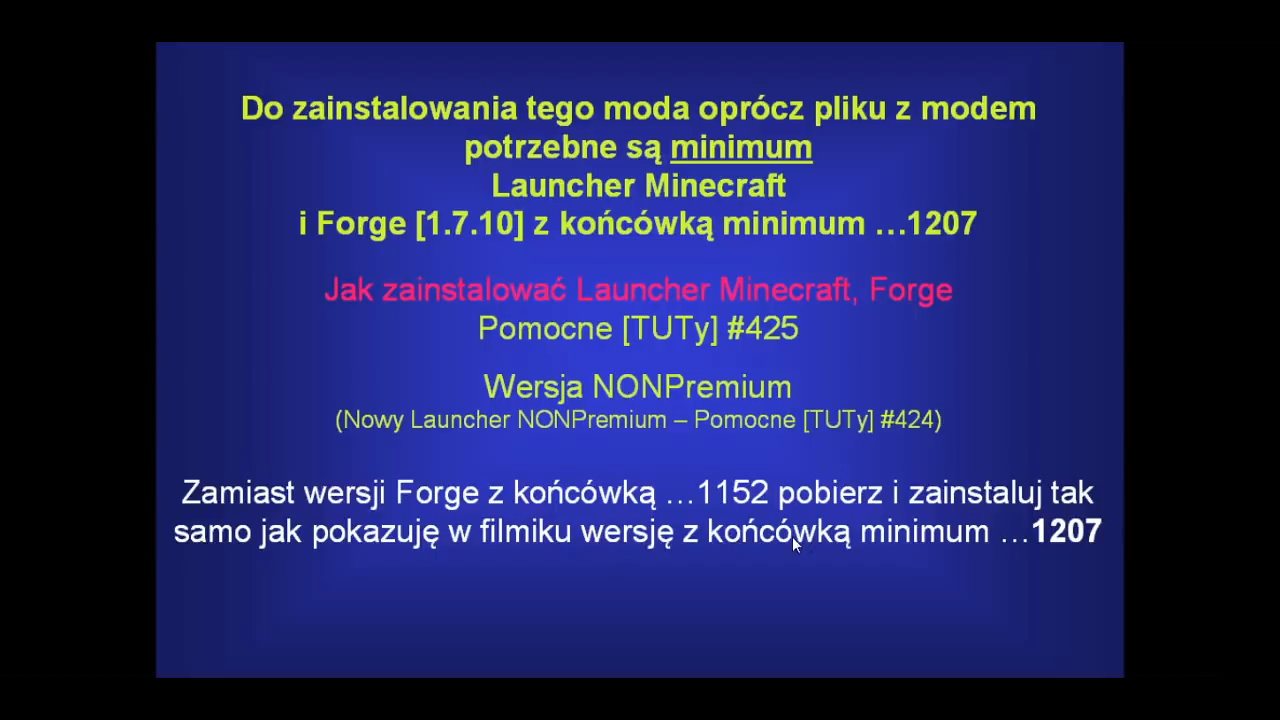 Do zainstalowania tego moda oprócz pliku z modem
potrzebne są minimum
Launcher Minecraft
i Forge [1.7.10] z końcówką minimum …1207
Jak zainstalować Launcher Minecraft, Forge
Pomocne [TUTy] #425
Wersja NONPremium
(Nowy Launcher NONPremium – Pomocne [TUTy] #424)
Zamiast wersji Forge z końcówką …1152 pobierz i zainstaluj tak
samo jak pokazuję w filmiku wersję z końcówką minimum …1207